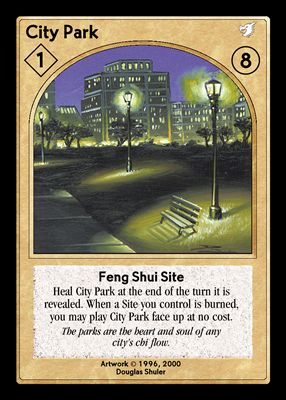 City Park
1
8
Feng Shui Site
Heal City Park at the end of the turn it is
revealed. When a Site you control is burned,
you may play City Park face up at no cost.
The parks are the heart and soul of any
city's chi flow.
Artwork © 1996, 2000
Douglas Shuler